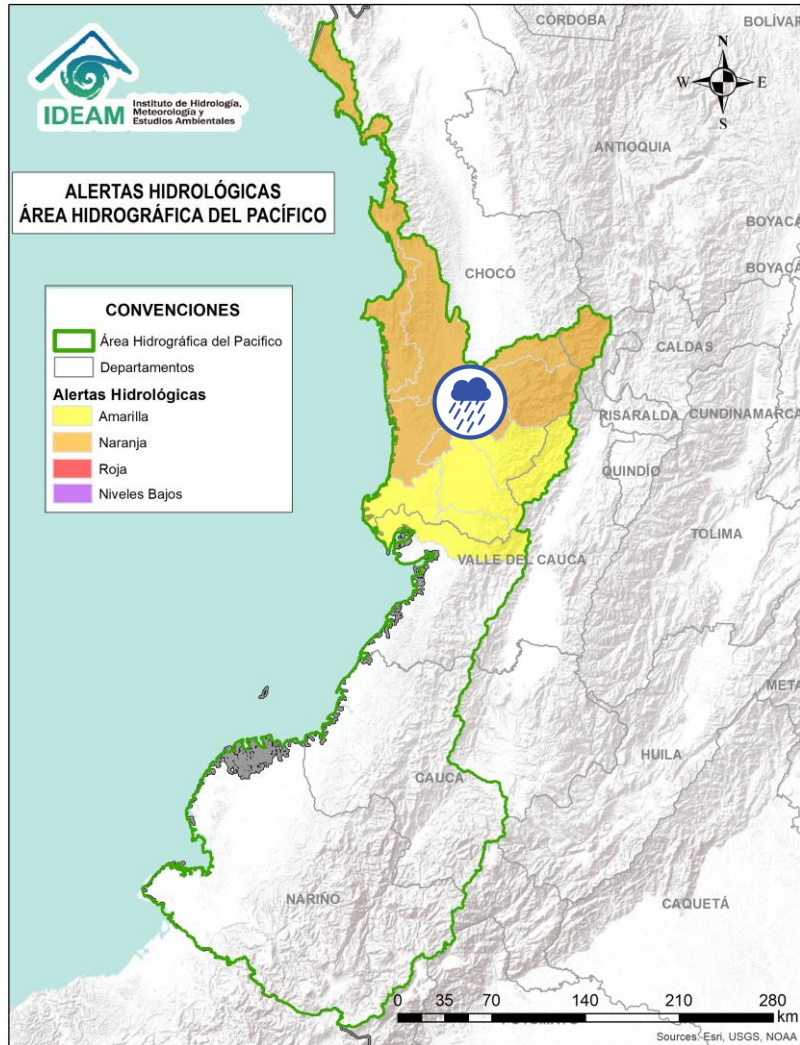 CÓRDOBA
BOLÍVAR
IDEAM
Instituto de Hidrología,
Meteorología y
Estudios Ambientales
N
W
E
S
ANTIOQUIA
ALERTAS HIDROLÓGICAS
ÁREA HIDROGRÁFICA DEL PACÍFICO
BOYACÁ
BOYACÁ
CHOCÓ
CONVENCIONES
Área Hidrográfica del Pacifico
Departamentos
Alertas Hidrológicas
Amarilla
Naranja
Roja
Niveles Bajos
CALDAS
RISARALDA
CUNDINAMARCA
QUINDÍO
TOLIMA
VALLE DEL CAUCA
META
HUILA
CAUCA
NARIÑO
CAQUETÁ
0 35 70 140 210 280
km
Sources: Esri, USGS, NOAA